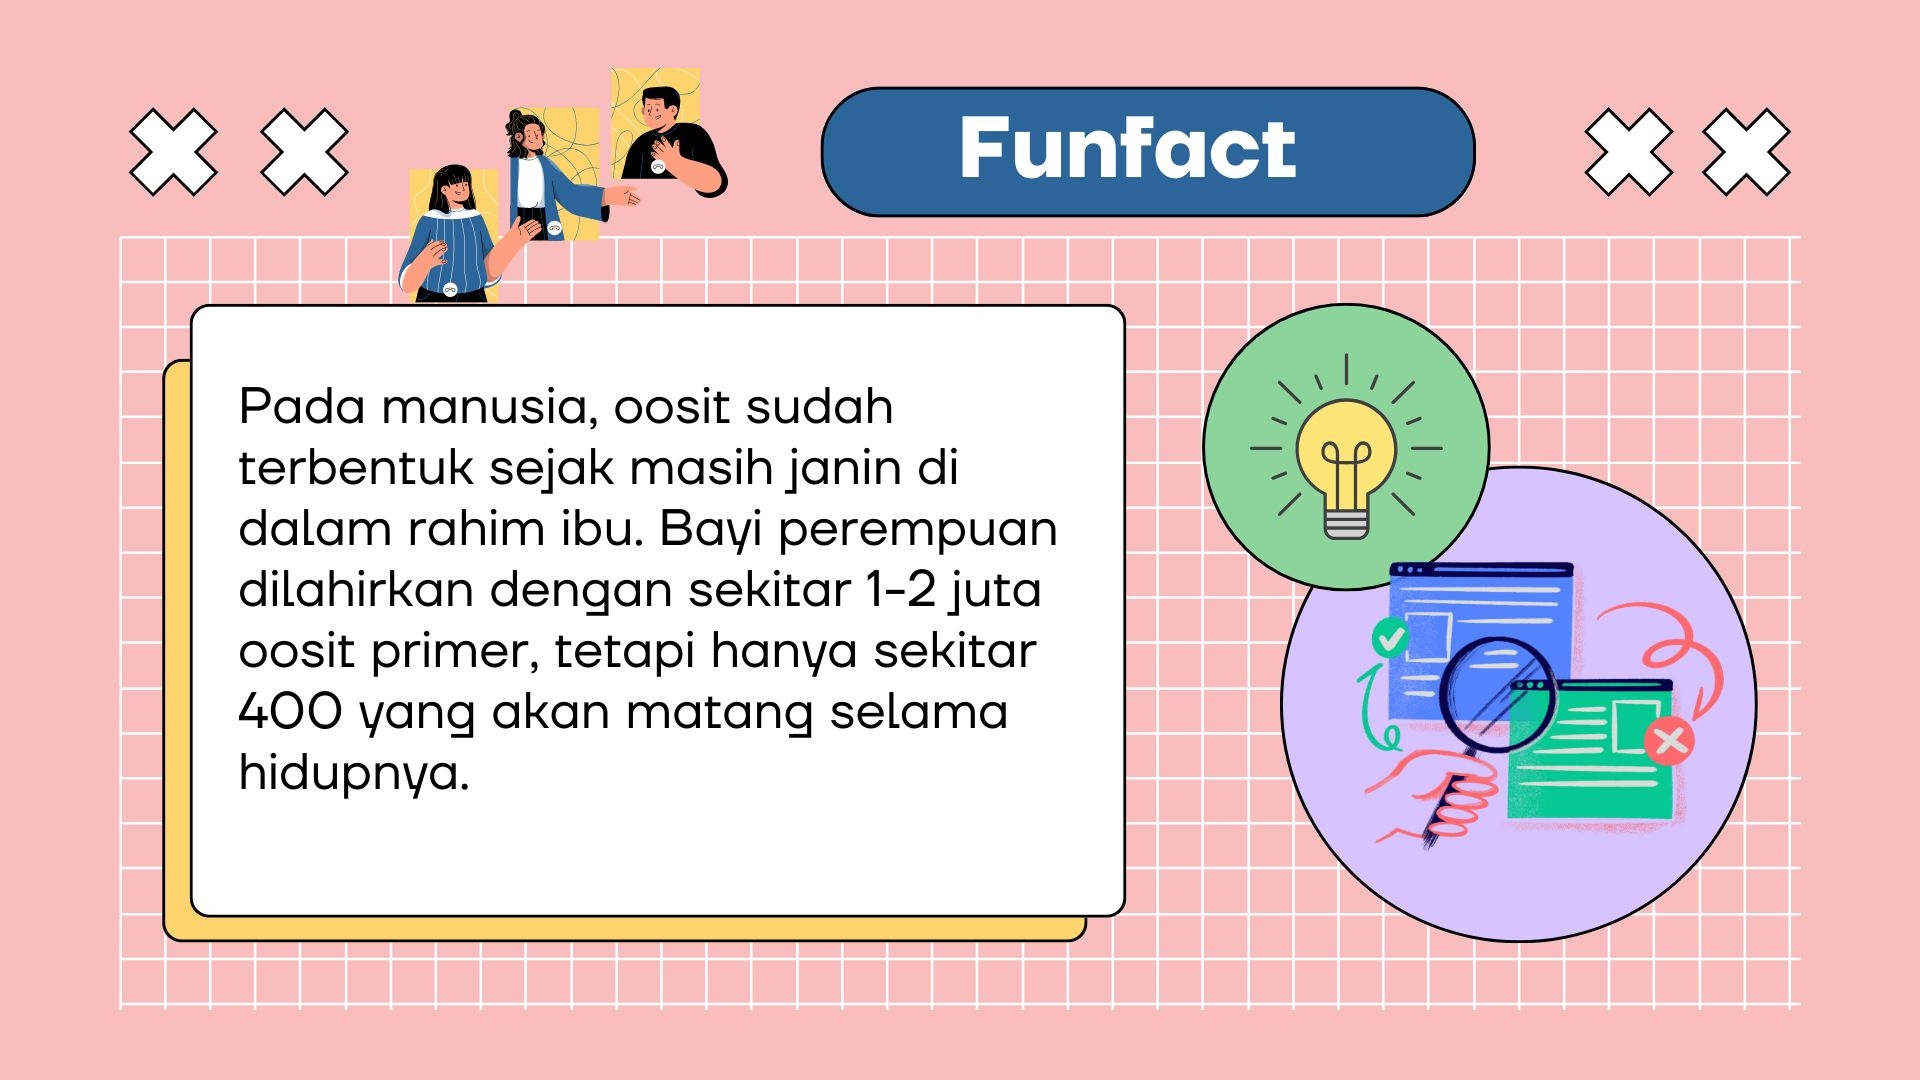 Funfact
Pada manusia, oosit sudah
terbentuk sejak masih janin di
dalam rahim ibu. Bayi perempuan
dilahirkan dengan sekitar 1-2 juta
oosit primer, tetapi hanya sekitar
400 yang akan matang selama
hidupnya.